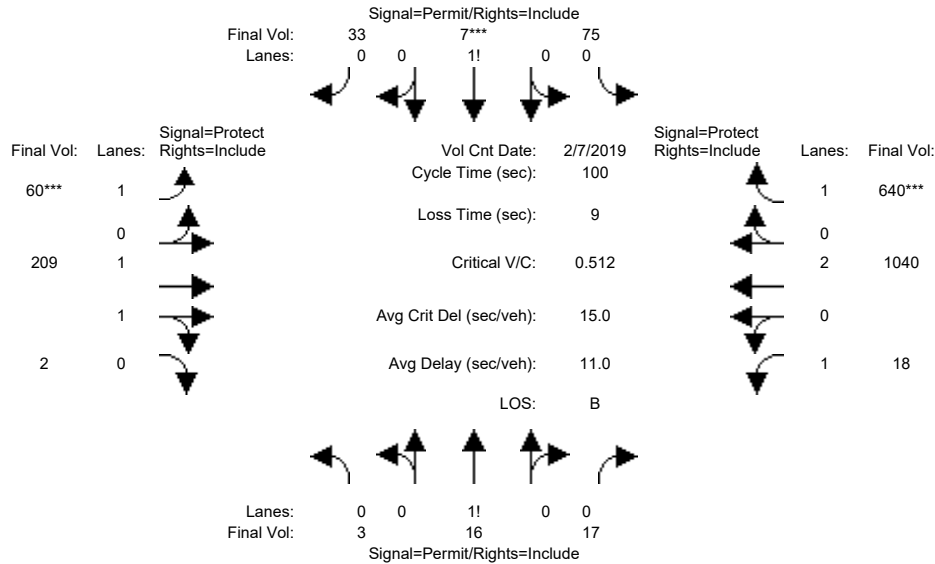 Signal=Permit/Rights=Include
Final Vol: 33 7*** 75
Lanes: 0 0 1! 0 0
Signal=Protect Signal=Protect
Final Vol: Lanes: Rights=Include Vol Cnt Date: 2/7/2019 Rights=Include Lanes: Final Vol:
Cycle Time (sec): 100
60*** 1 1 640***
Loss Time (sec): 9
0 0
209 1 Critical V/C: 0.512 2 1040
1 Avg Crit Del (sec/veh): 15.0 0
2 0 Avg Delay (sec/veh): 11.0 1 18
LOS: B
Lanes: 0 0 1! 0 0
Final Vol: 3 16 17
Signal=Permit/Rights=Include